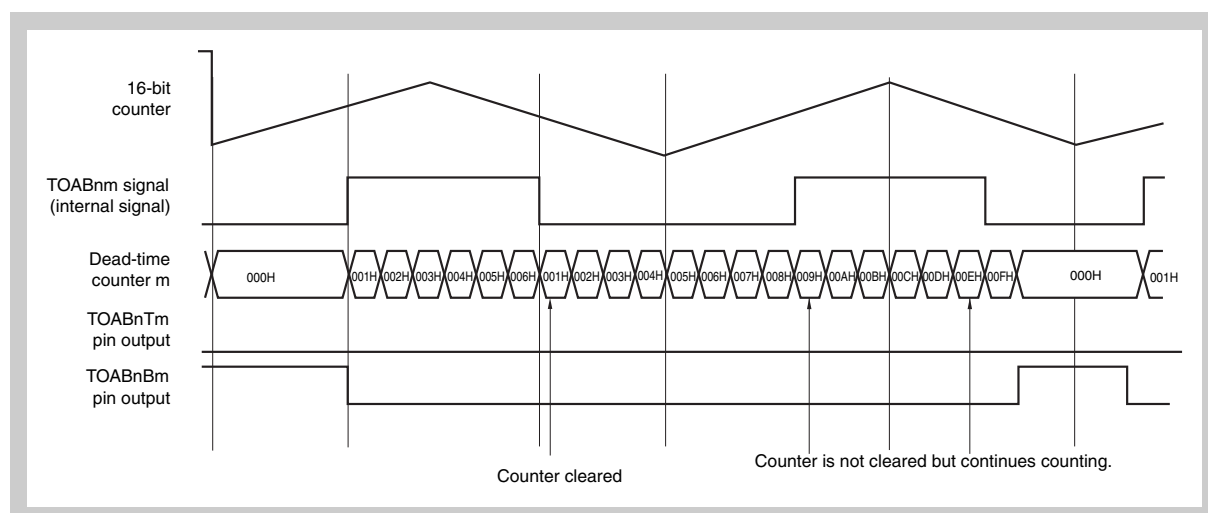 16-bit
counter
TOABnm signal
(internal signal)
Dead-time
counter m
000H 001H 002H 003H 004H 005H 006H 001H 002H 003H 004H 005H 006H 007H 008H 009H 00AH 00BH 00CH 00DH 00EH 00FH 000H 001H
TOABnTm
pin output
TOABnBm
pin output
Counter cleared
Counter is not cleared but continues counting.